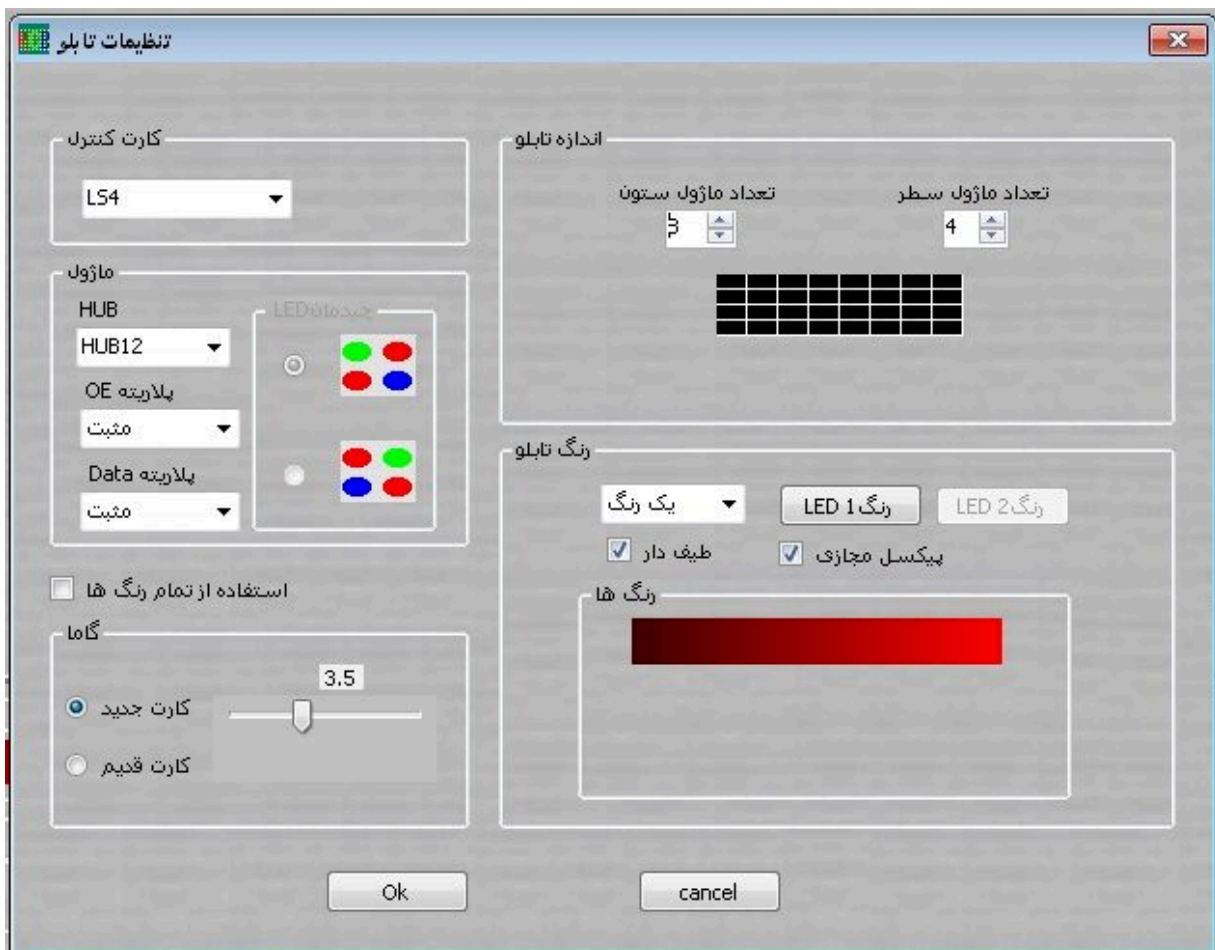 تنظیمات تابلو
کارت کنترل
LS4
ماژول
HUB
HUB12
پلاریته OE
مثبت
پلاریته Data
مثبت
چیدمان LED
استفاده از تمام رنگ ها
گاما
3.5
کارت جدید
کارت قدیم
اندازه تابلو
تعداد ماژول سطر
4
تعداد ماژول ستون
رنگ تابلو
یک رنگ
رنگ LED 1
رنگ LED 2
طیف دار
پیکسل مجازی
رنگ ها
Ok
cancel